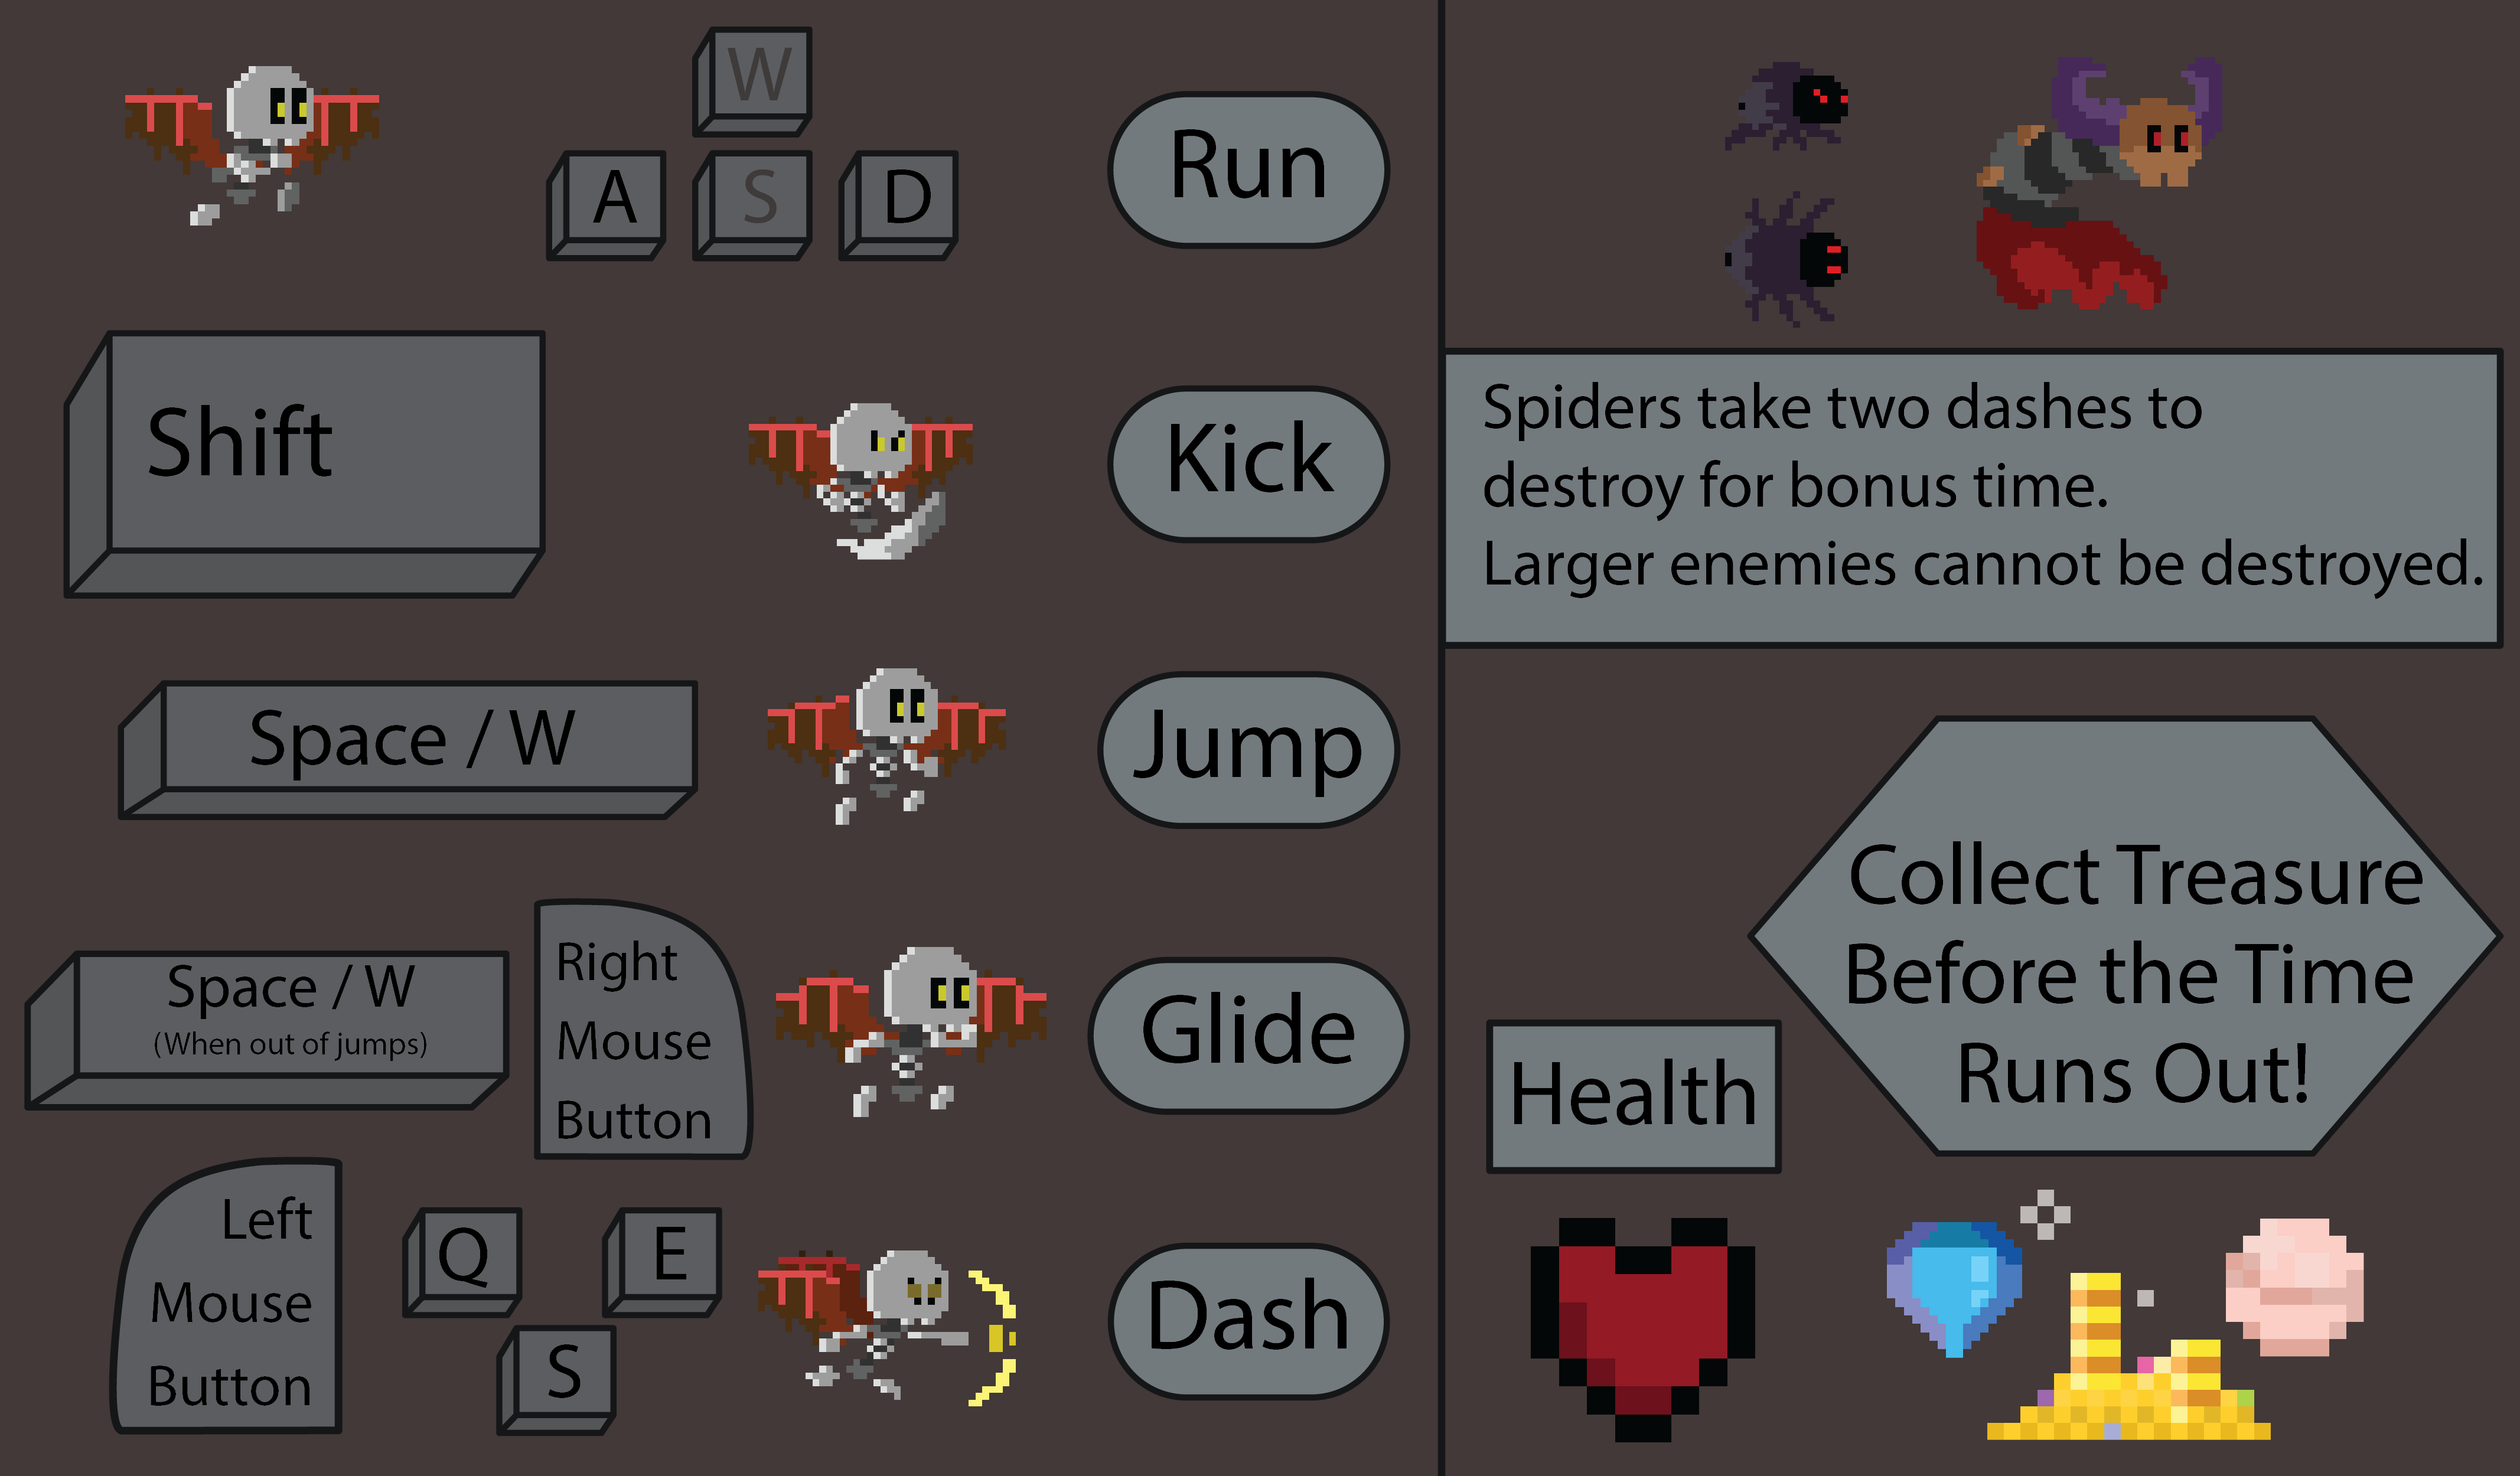 W
A S D
Run
Shift
Kick
Space / W
Jump
Space / W
(When out of jumps)
Right
Mouse
Button
Glide
Left
Mouse
Button
Q E
S
Dash
Spiders take two dashes to
destroy for bonus time.
Larger enemies cannot be destroyed.
Collect Treasure
Before the Time
Runs Out!
Health